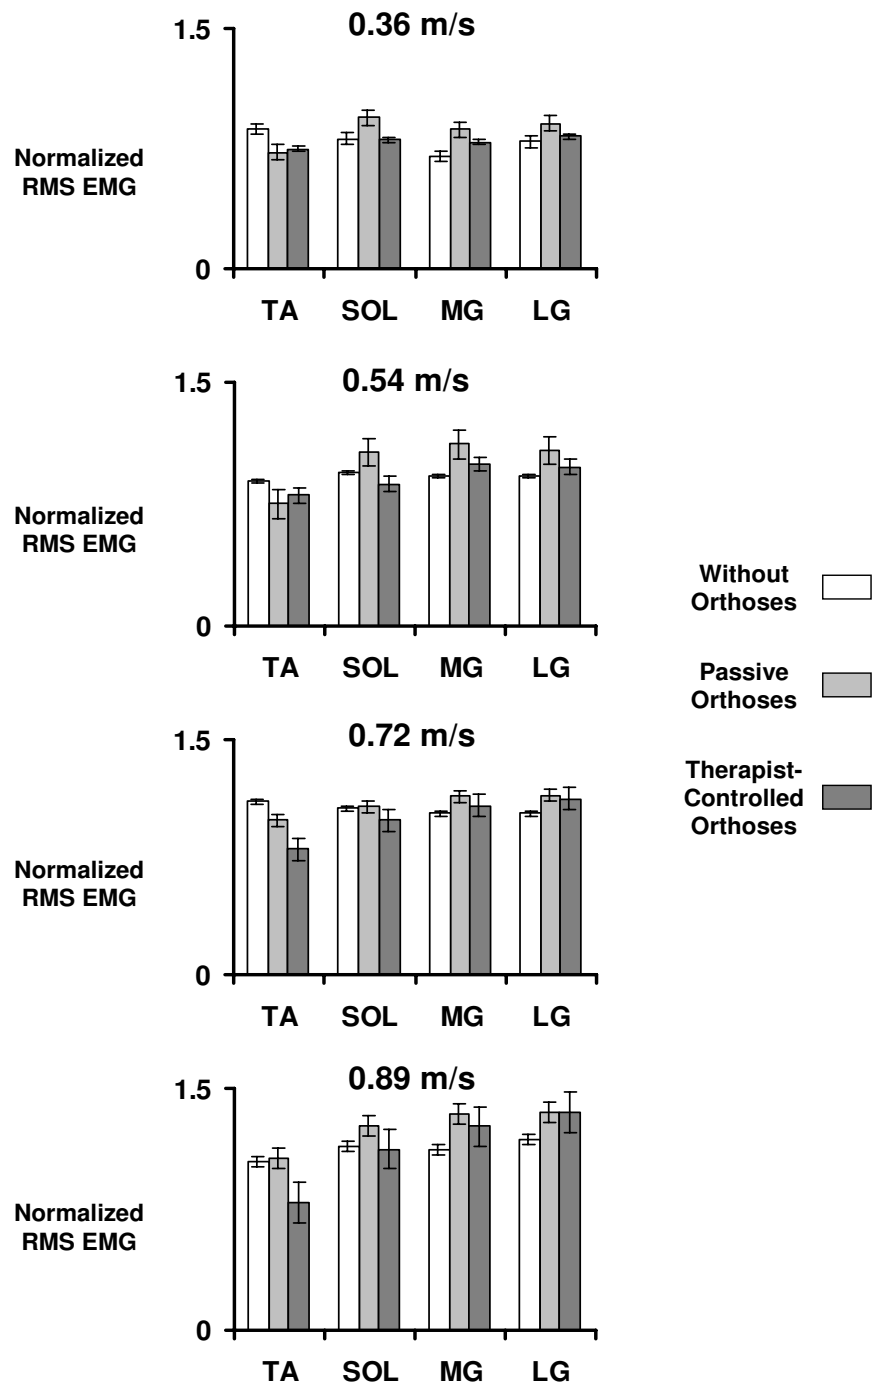 0.36 m/s
1.5
Normalized
RMS EMG
0
TA SOL MG LG
0.54 m/s
1.5
Normalized
RMS EMG
0
TA SOL MG LG
Without
Orthoses
Passive
Orthoses
Therapist-
Controlled
Orthoses
0.72 m/s
1.5
Normalized
RMS EMG
0
TA SOL MG LG
0.89 m/s
1.5
Normalized
RMS EMG
0
TA SOL MG LG